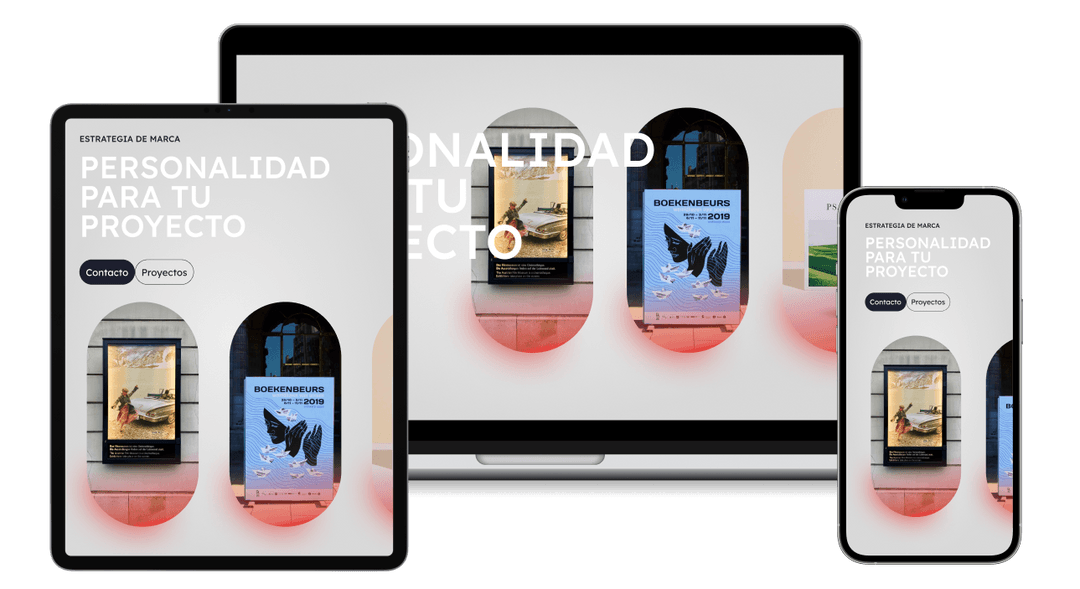 ESTRATEGIA DE MARCA
PERSONALIDAD
PARA TU
PROYECTO
Contacto
Proyectos
BOEKENBEURS
2019
ONALIDAD
TU
ECTO
BOEKENBEURS
2019
PS
ESTRATEGIA DE MARCA
PERSONALIDAD
PARA TU
PROYECTO
Contacto
Proyectos